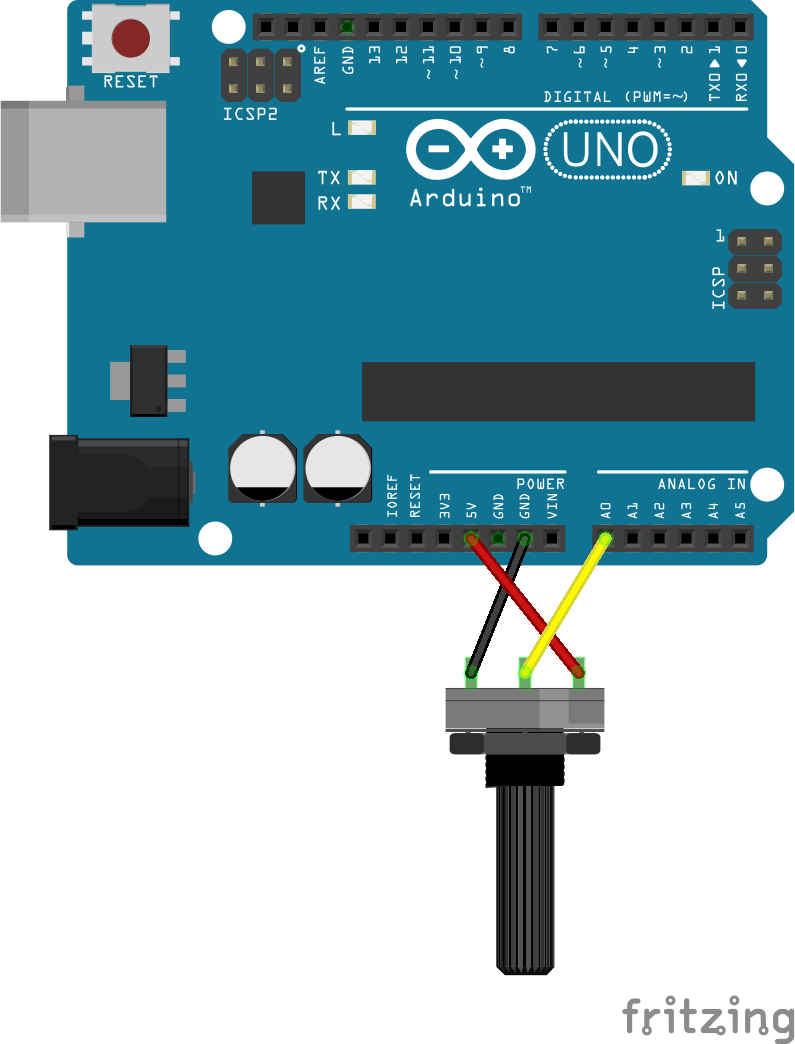 RESET
ICSP2
AREF
GND
13
12
~11
~10
~9
8
7
~6
~5
4
~3
2
TX0▶1
RX0◀0
DIGITAL (PWM=~)
L
TX
RX
UNO
Arduino™
ON
1
ICSP
POWER
ANALOG IN
IOREF
RESET
3V3
5V
GND
GND
VIN
A0
A1
A2
A3
A4
A5
fritzing